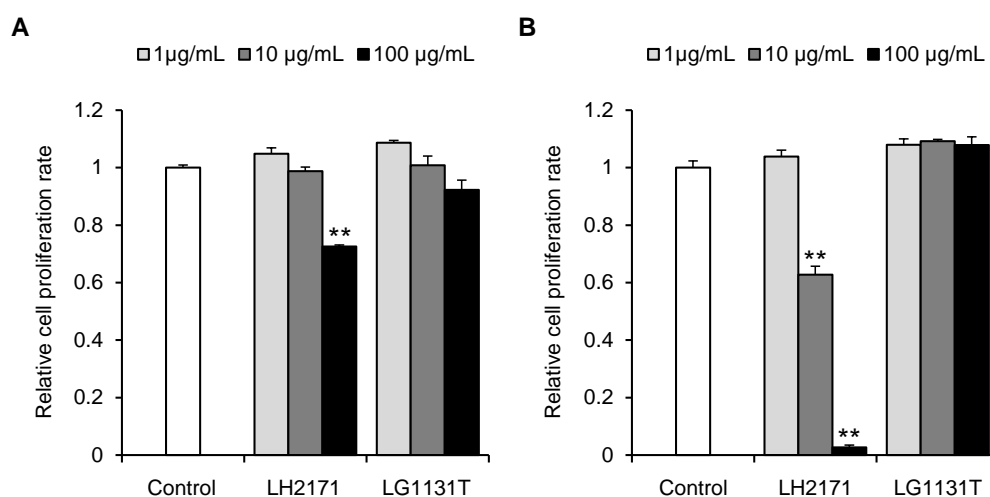 A
1µg/mL 10 µg/mL 100 µg/mL
Relative cell proliferation rate
1.2
1
0.8
0.6
0.4
0.2
0
**
Control LH2171 LG1131T
B
1µg/mL 10 µg/mL 100 µg/mL
Relative cell proliferation rate
1.2
1
0.8
0.6
0.4
0.2
0
**
**
Control LH2171 LG1131T